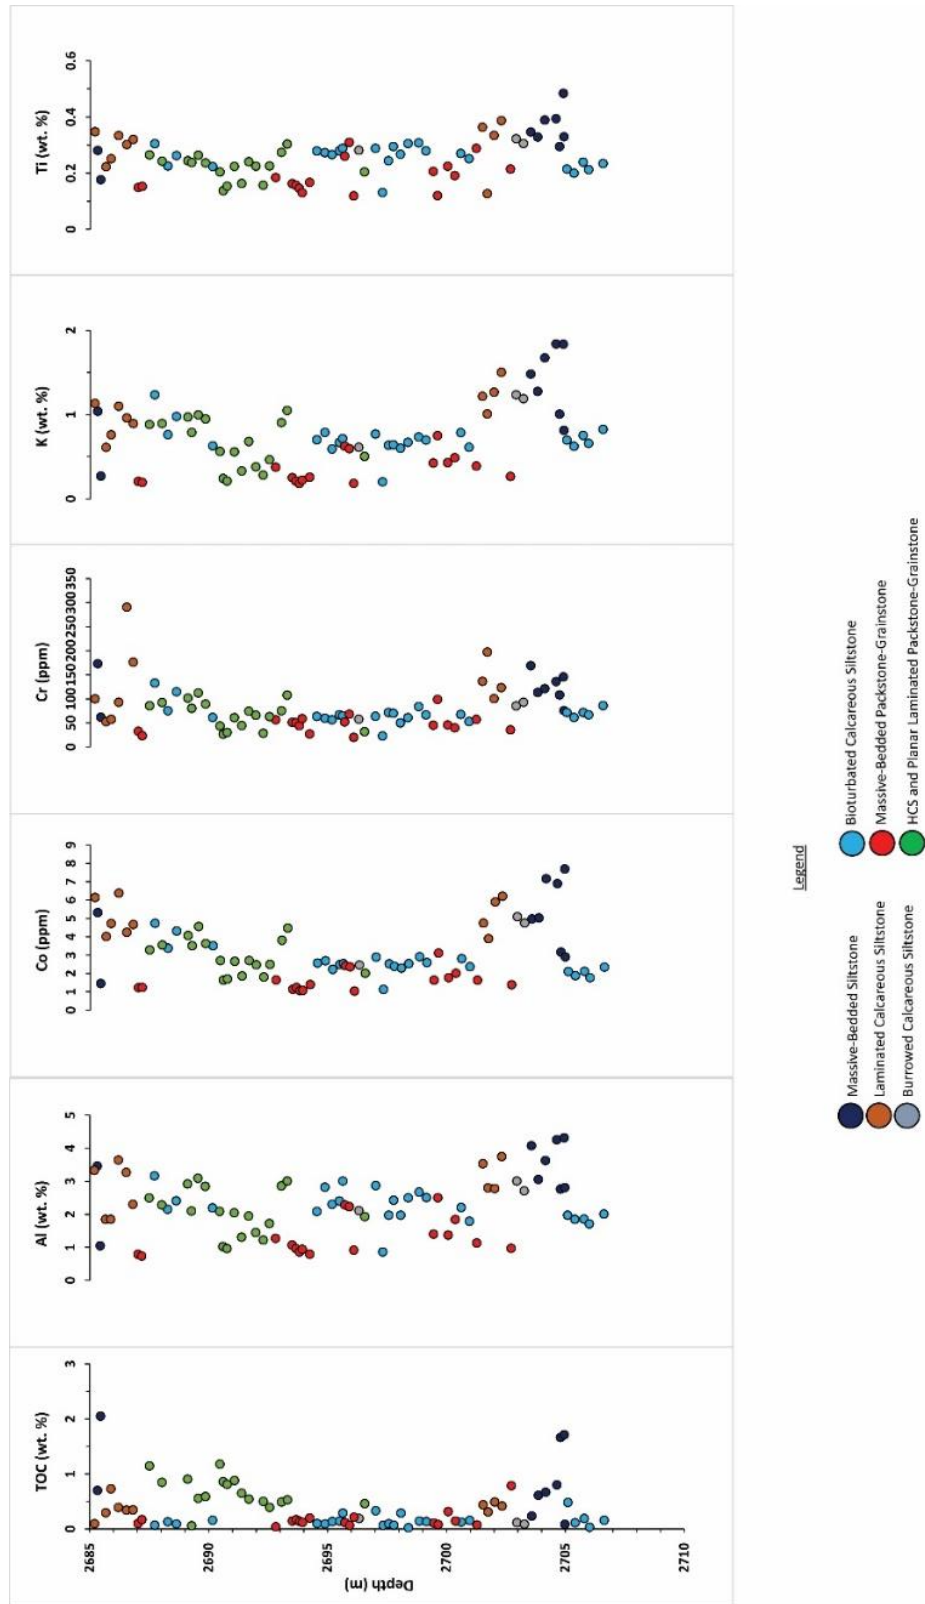 Ti (wt. %)
0 0.2 0.4 0.6
K (wt. %)
0 1 2
Cr (ppm)
0 50 100 150 200 250 300 350
Co (ppm)
0 1 2 3 4 5 6 7 8 9
Al (wt. %)
0 1 2 3 4 5
TOC (wt. %)
0 1 2 3
2685 2690 2695 2700 2705 2710
Depth (m)
Legend
Massive-Bedded Siltstone
Bioturbated Calcareous Siltstone
Laminated Calcareous Siltstone
Massive-Bedded Packstone-Grainstone
Burrowed Calcareous Siltstone
HCS and Planar Laminated Packstone-Grainstone